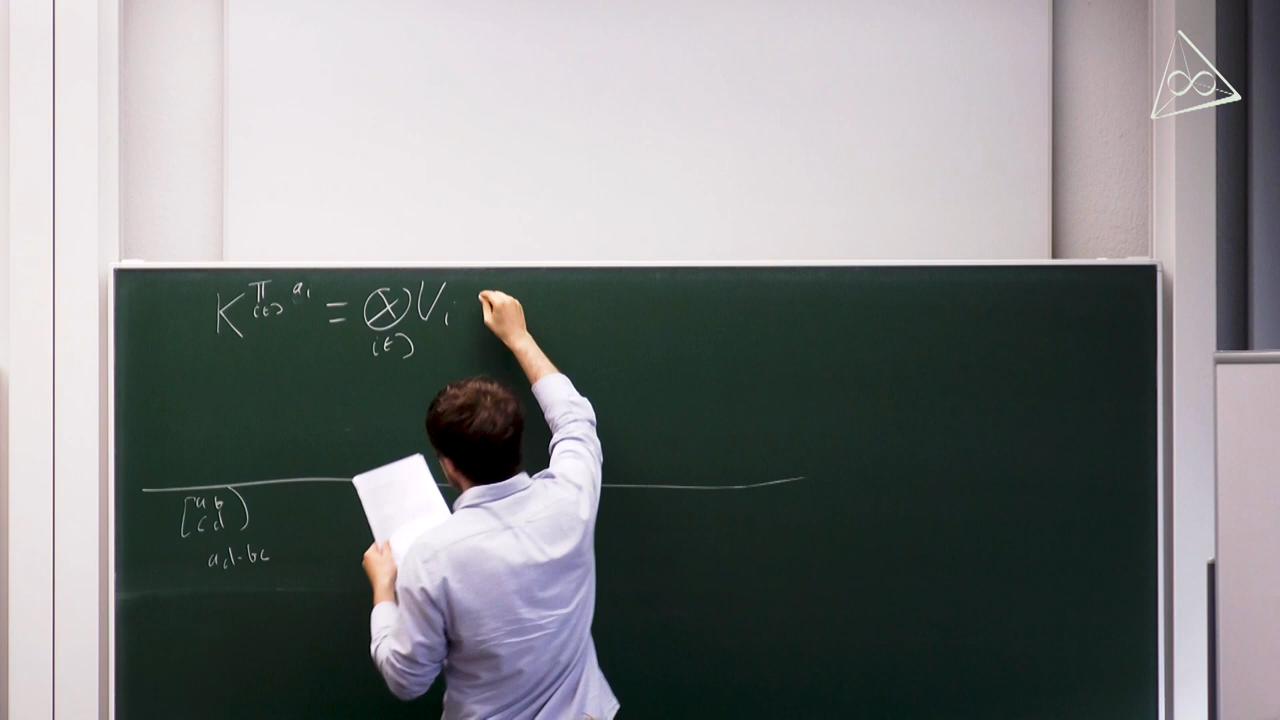 K^{∏_{(t)} a_i} = ⊗_{(t)} V_i
[a b
c d)
ad-bc
∞